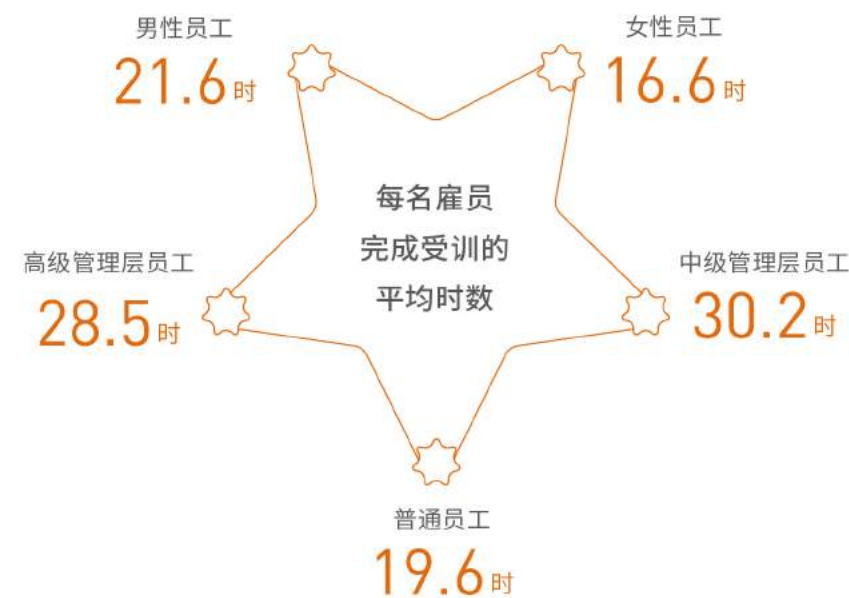 男性员工
21.6时
女性员工
16.6时
每名雇员
完成受训的
平均时数
高级管理层员工
28.5时
中级管理层员工
30.2时
普通员工
19.6时